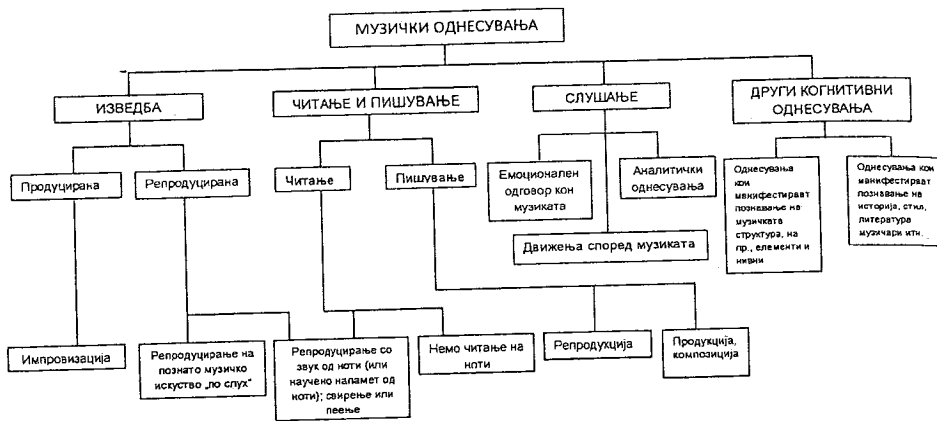 МУЗИЧКИ ОДНЕСУВАЊА
ИЗВЕДБА
ЧИТАЊЕ И ПИШУВАЊЕ
СЛУШАЊЕ
ДРУГИ КОГНИТИВНИ
ОДНЕСУВАЊА
Продуцирана
Репродуцирана
Читање
Пишување
Емоционален
одговор кон
музиката
Аналитички
однесувања
Движења според музиката
Однесувања
кои
манифестираат
познавање на
музичката
структура, на
пр., елементи и
нивни
Однесувања кои
манифестираат
познавање на
историја, стил,
литература
музичари итн.
Импровизација
Репродуцирање на
познато музичко
искуство „по слух“
Репродуцирање со
звук од ноти (или
научено напамет од
ноти); свирење или
пеење
Немо читање на
ноти
Репродукција
Продукција,
композиција